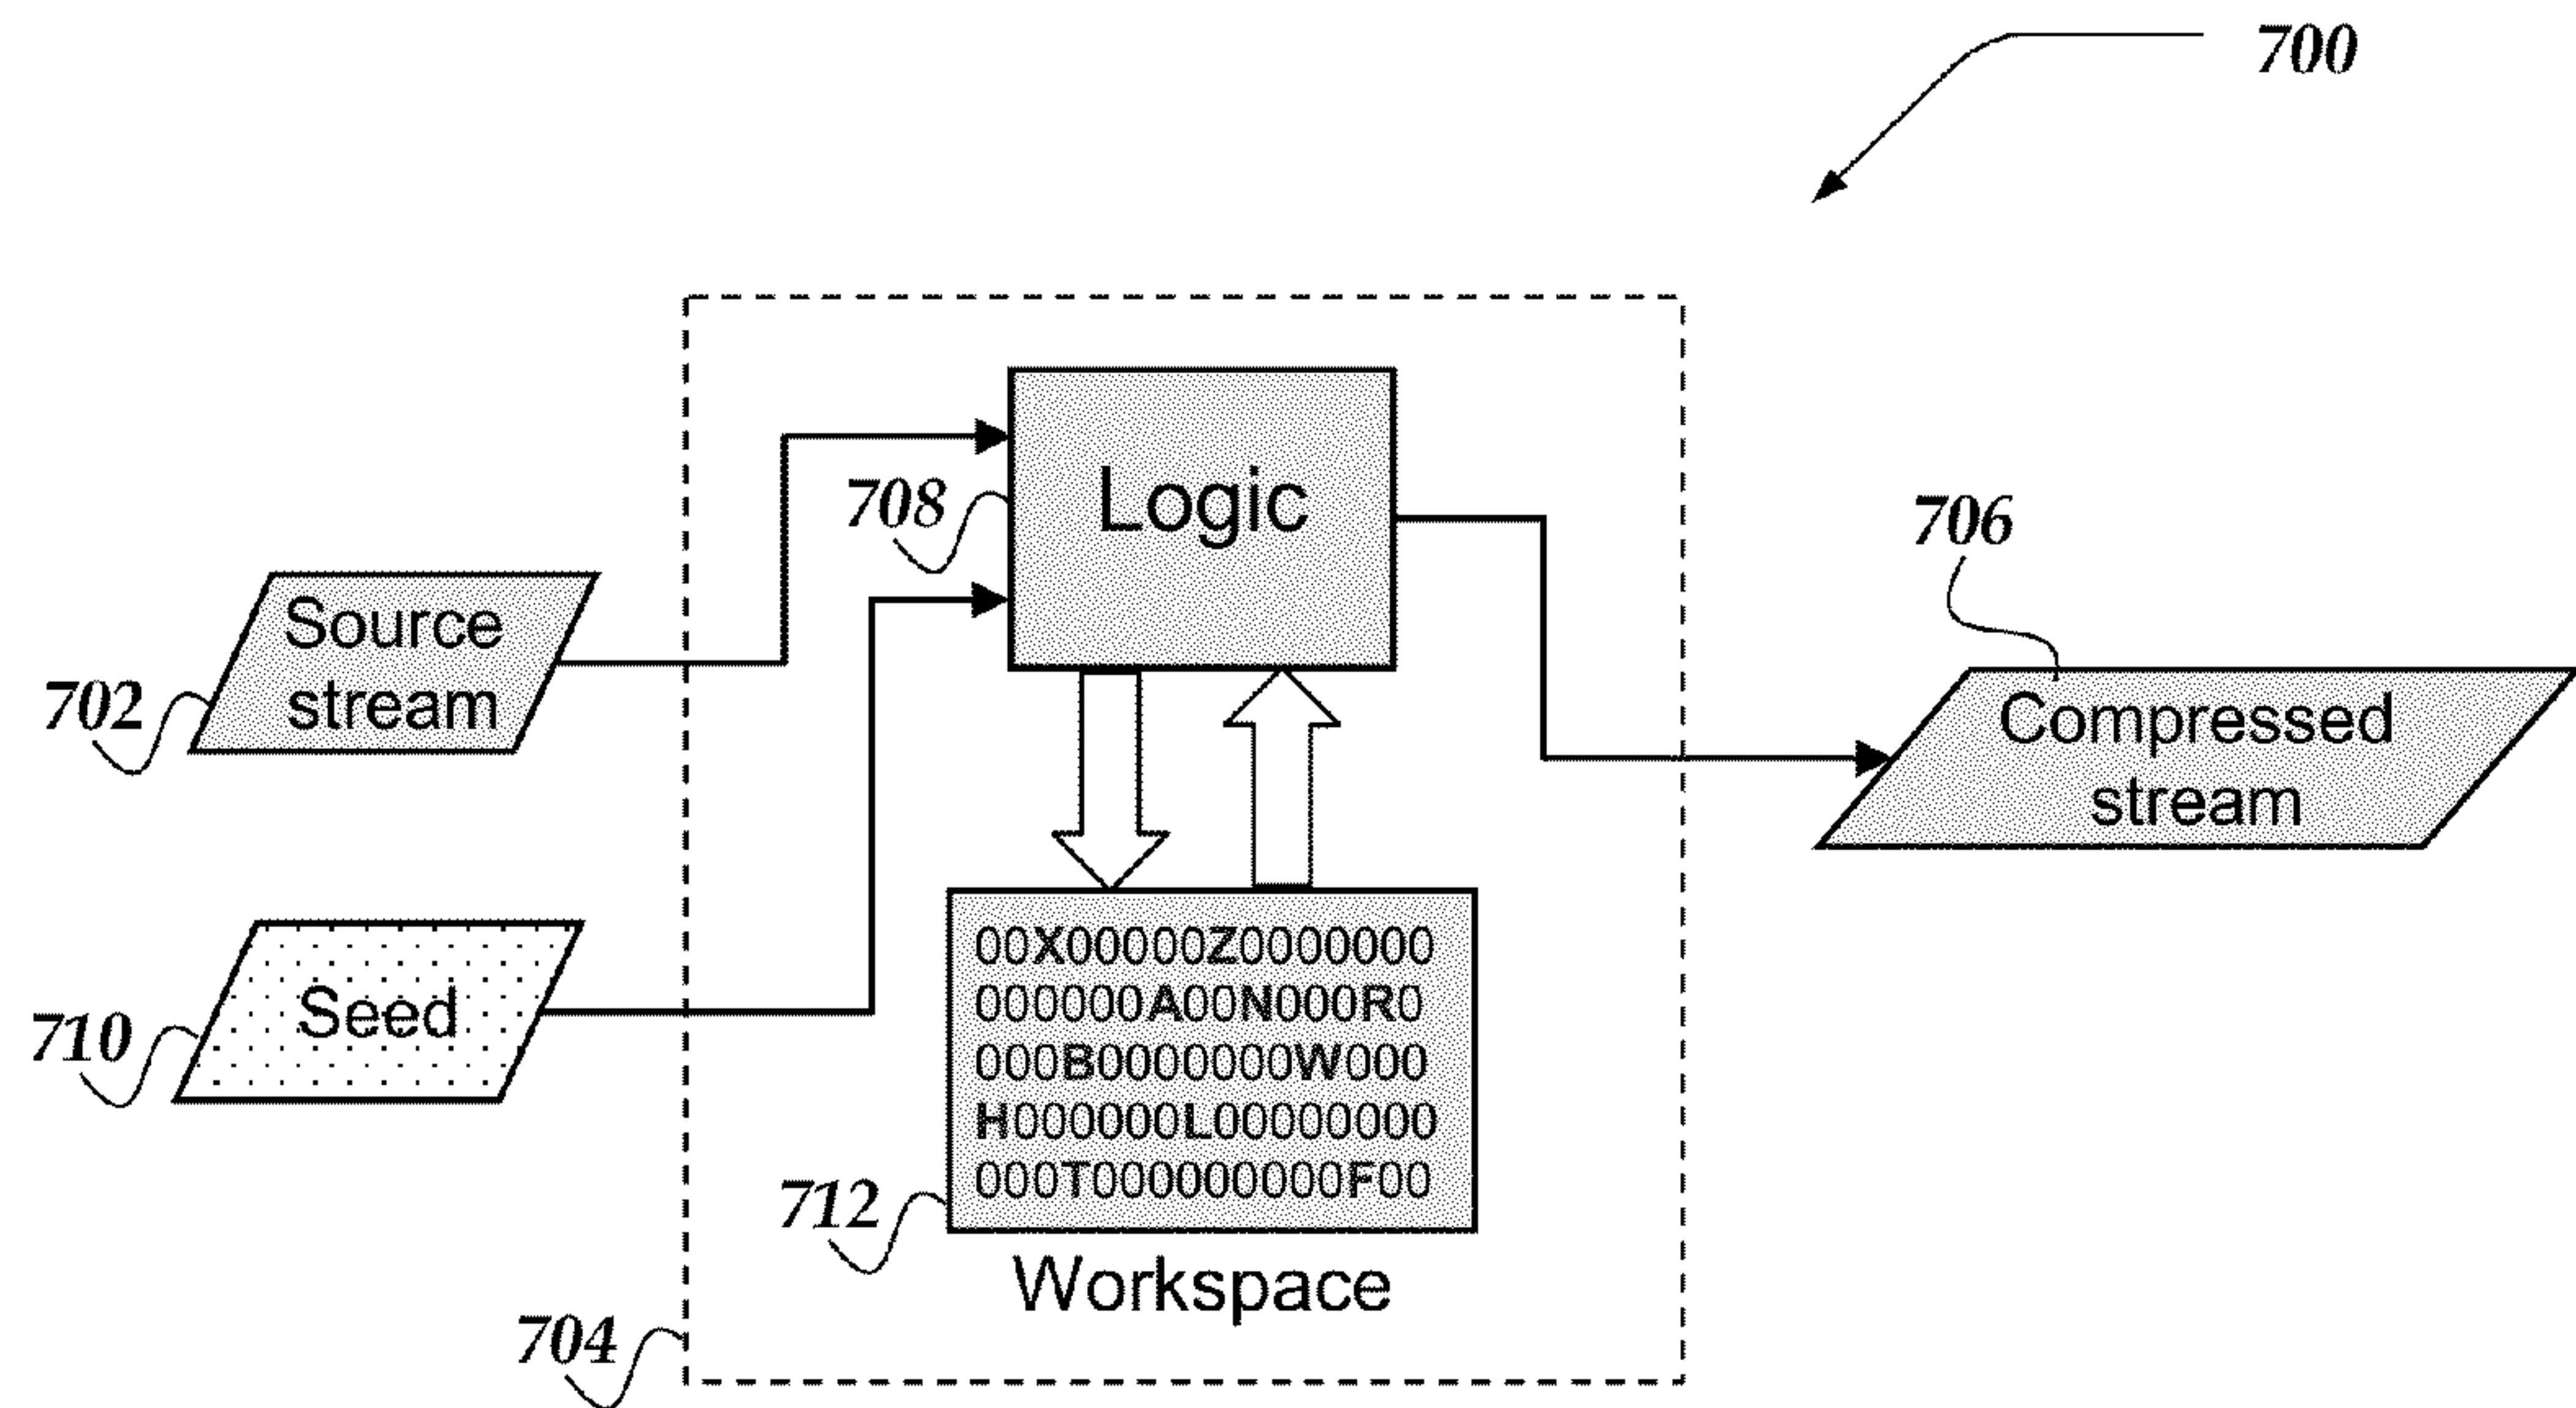 700
708
Logic
706
Source
stream
702
Compressed
stream
Seed
710
00X00000Z0000000
000000A00N000R0
000B0000000W000
H000000L00000000
000T000000000F00
712
Workspace
704